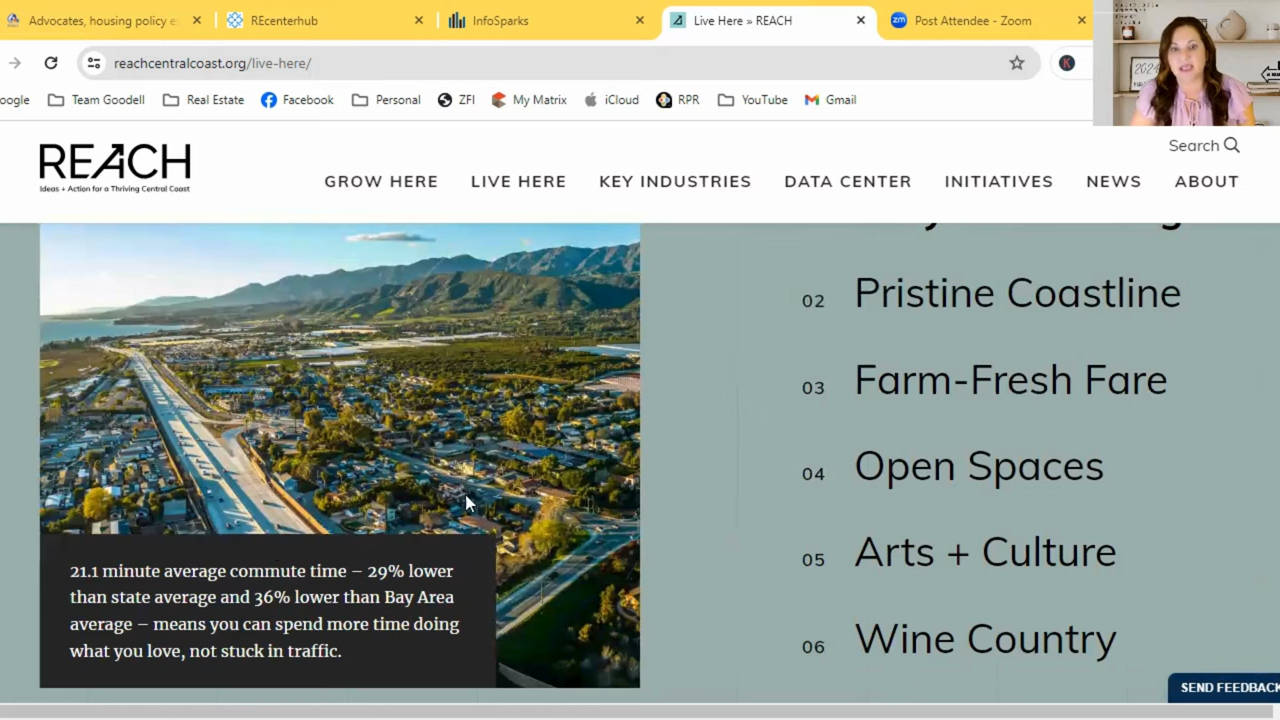 Advocates, housing policy e
REcenterhub
InfoSparks
Live Here » REACH
zm
Post Attendee - Zoom
reachcentralcoast.org/live-here/
K
2024
oogle
Team Goodell
Real Estate
Facebook
Personal
ZFI
My Matrix
iCloud
RPR
YouTube
Gmail
Search
REACH
Ideas + Action for a Thriving Central Coast
GROW HERE
LIVE HERE
KEY INDUSTRIES
DATA CENTER
INITIATIVES
NEWS
ABOUT
02 Pristine Coastline
03 Farm-Fresh Fare
04 Open Spaces
05 Arts + Culture
06 Wine Country
21.1 minute average commute time – 29% lower
than state average and 36% lower than Bay Area
average – means you can spend more time doing
what you love, not stuck in traffic.
SEND FEEDBACK